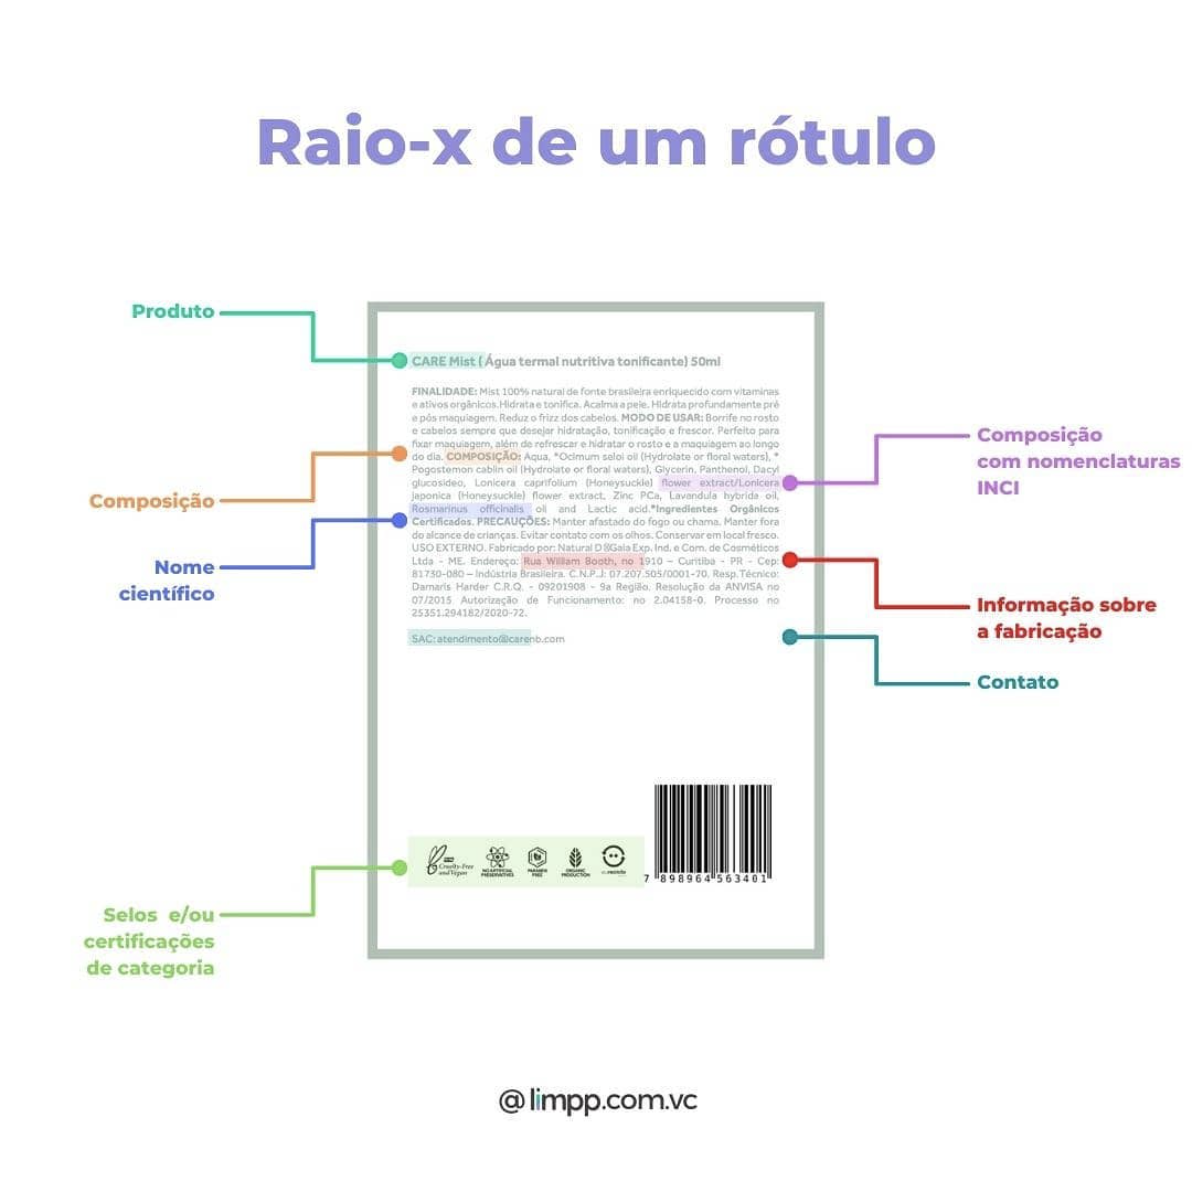 Raio-x de um rótulo
Produto
Composição
Nome
científico
Selos e/ou
certificações
de categoria
CARE Mist ( Água termal nutritiva tonificante) 50ml
FINALIDADE: Mist 100% natural de fonte brasileira enriquecido com vitaminas
e ativos orgânicos.Hidrata e tonifica. Acalma a pele. Hidrata profundamente pré
e pós maquiagem. Reduz o frizz dos cabelos. MODO DE USAR: Borrife no rosto
e cabelos sempre que desejar hidratação, tonificação e frescor. Perfeito para
fixar maquiagem, além de refrescar e hidratar o rosto e a maquiagem ao longo
do dia. COMPOSIÇÃO: Aqua, *Ocimum seloi oil (Hydrolate or floral waters), *
Pogostemon cablin oil (Hydrolate or floral waters), Glycerin, Panthenol, Dacyl
glucosideo, Lonicera caprifolium (Honeysuckle) flower extract/Lonicera
japonica (Honeysuckle) flower extract, Zinc PCa, Lavandula hybrida oil,
Rosmarinus officinalis oil and Lactic acid.*Ingredientes Orgânicos
Certificados. PRECAUÇÕES: Manter afastado do fogo ou chama. Manter fora
do alcance de crianças. Evitar contato com os olhos. Conservar em local fresco.
USO EXTERNO. Fabricado por: Natural D®Gaia Exp. Ind. e Com. de Cosméticos
Ltda - ME. Endereço: Rua William Booth, no 1910 – Curitiba - PR - Cep:
81730-080 – Indústria Brasileira. C.N.P.J: 07.207.505/0001-70. Resp.Técnico:
Damaris Harder C.R.Q. - 09201908 - 9a Região. Resolução da ANVISA no
07/2015 Autorização de Funcionamento: no 2.04158-0. Processo no
25351.294182/2020-72.
SAC: atendimento@carenb.com
Cruelty-Free
and Vegan
NO ARTIFICIAL
PRESERVATIVES
PARABEN
FREE
ORGANIC
PRODUCTION
eureciclo
7 898964 563401
Composição
com nomenclaturas
INCI
Informação sobre
a fabricação
Contato
@limpp.com.vc